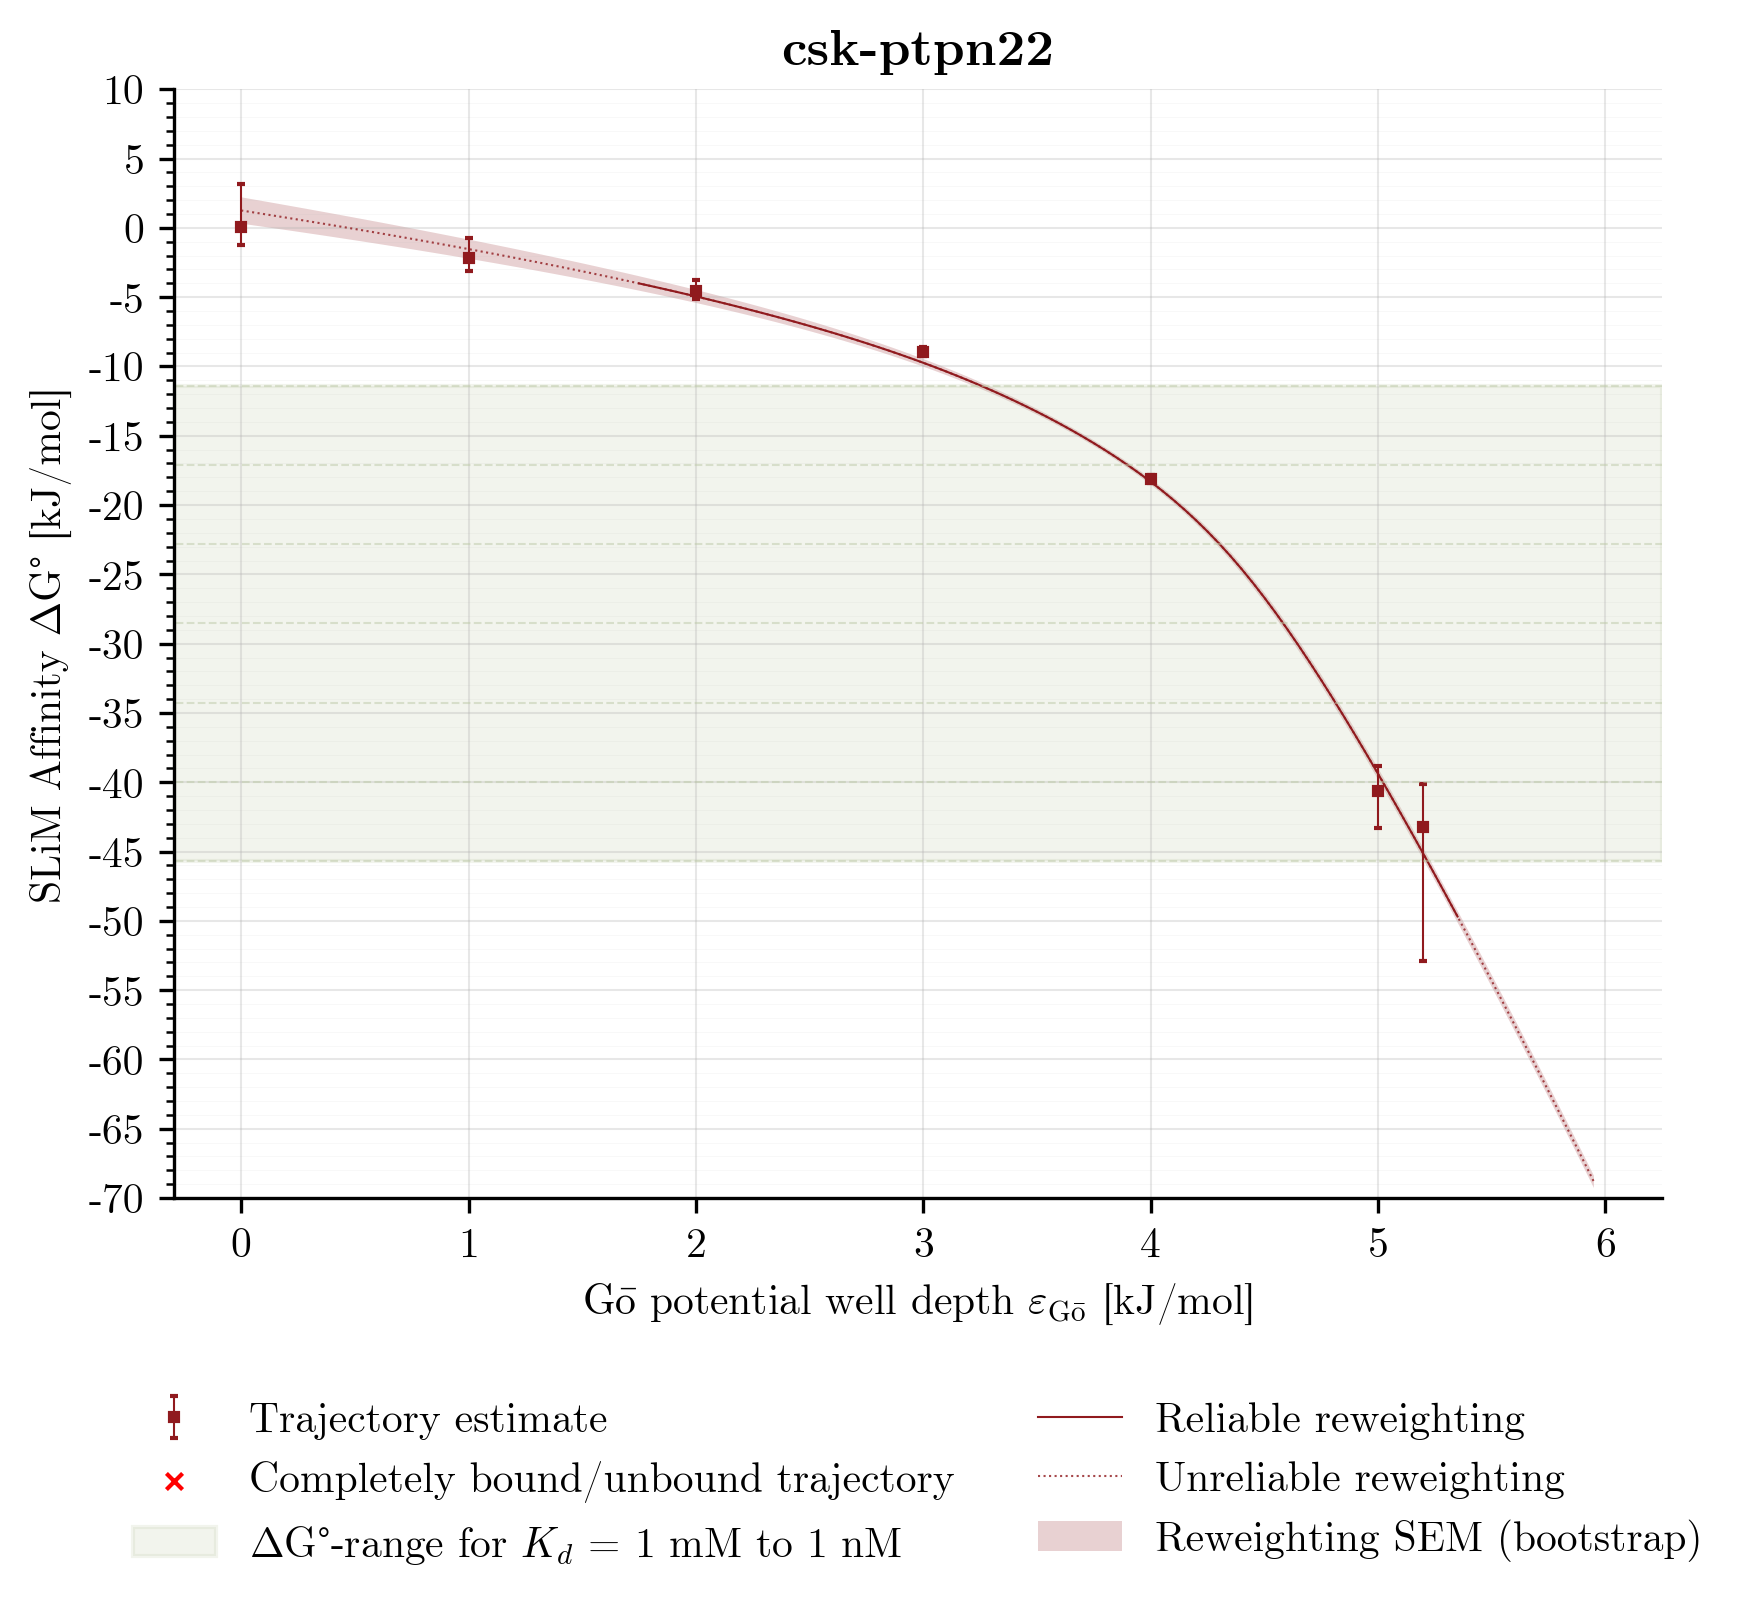 csk-ptpn22
10
5
0
-5
-10
-15
-20
-25
-30
-35
-40
-45
-50
-55
-60
-65
-70
SLiM Affinity ΔG° [kJ/mol]
0 1 2 3 4 5 6
Gō potential well depth ε_Gō [kJ/mol]
Trajectory estimate
Completely bound/unbound trajectory
ΔG°-range for K_d = 1 mM to 1 nM
Reliable reweighting
Unreliable reweighting
Reweighting SEM (bootstrap)